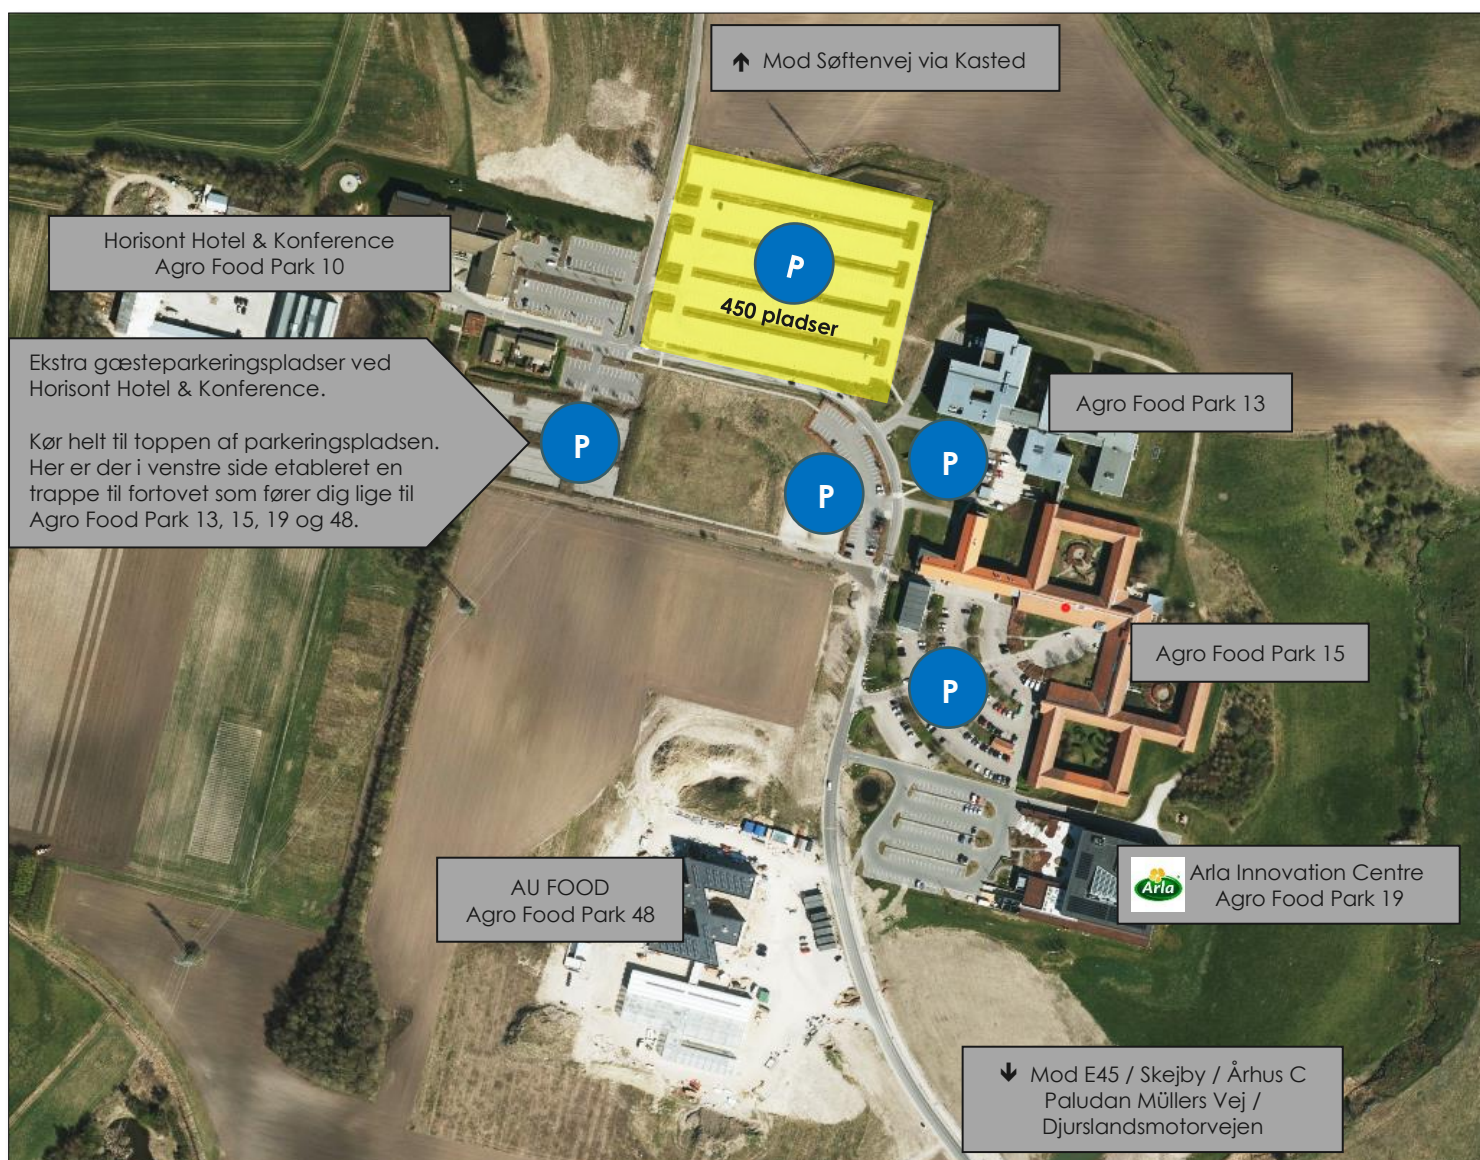 Mod Søftenvej via Kasted
Horisont Hotel & Konference
Agro Food Park 10
P
450 pladser
Ekstra gæsteparkeringspladser ved
Horisont Hotel & Konference.
Kør helt til toppen af parkeringspladsen.
Her er der i venstre side etableret en
trappe til fortovet som fører dig lige til
Agro Food Park 13, 15, 19 og 48.
P
P
P
Agro Food Park 13
Agro Food Park 15
P
AU FOOD
Agro Food Park 48
Arla
Arla Innovation Centre
Agro Food Park 19
Mod E45 / Skejby / Århus C
Paludan Müllers Vej /
Djurslandsmotorvejen